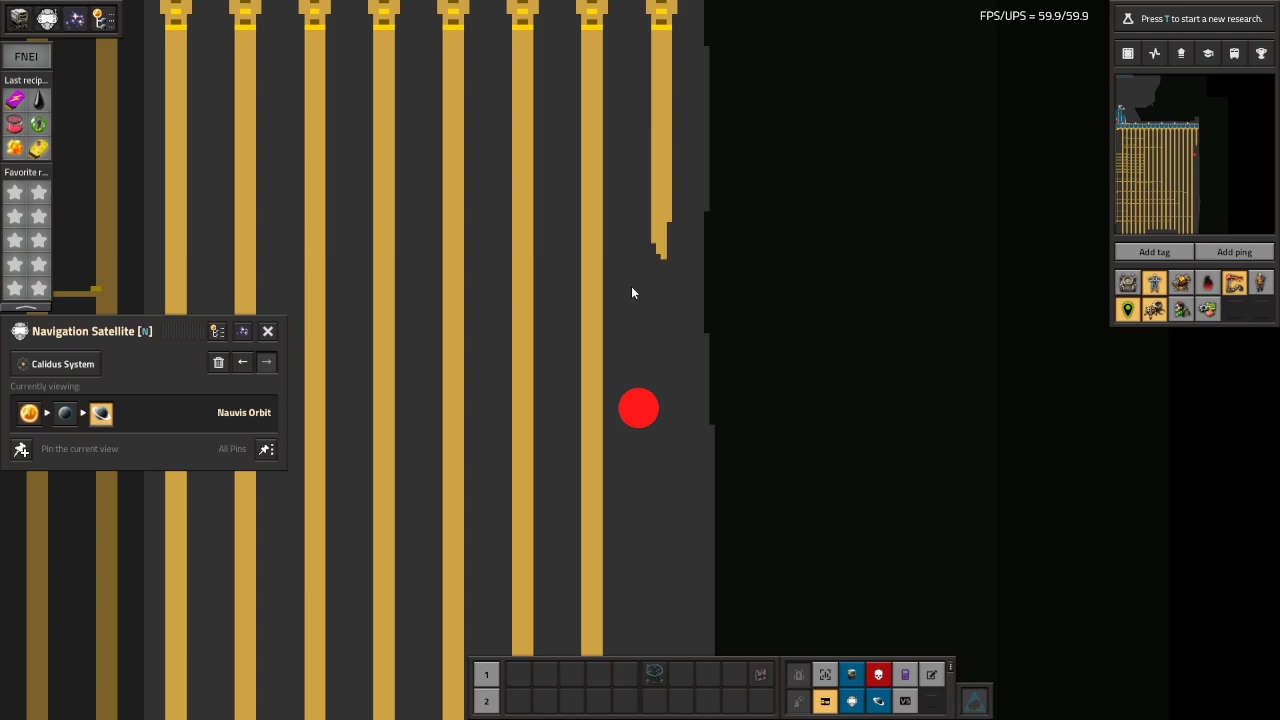 FPS/UPS = 59.9/59.9
Press T to start a new research.
FNEI
Last recip...
Favorite r...
Add tag
Add ping
Navigation Satellite [N]
Calidus System
Currently viewing:
Nauvis Orbit
Pin the current view
All Pins
1
2
VS